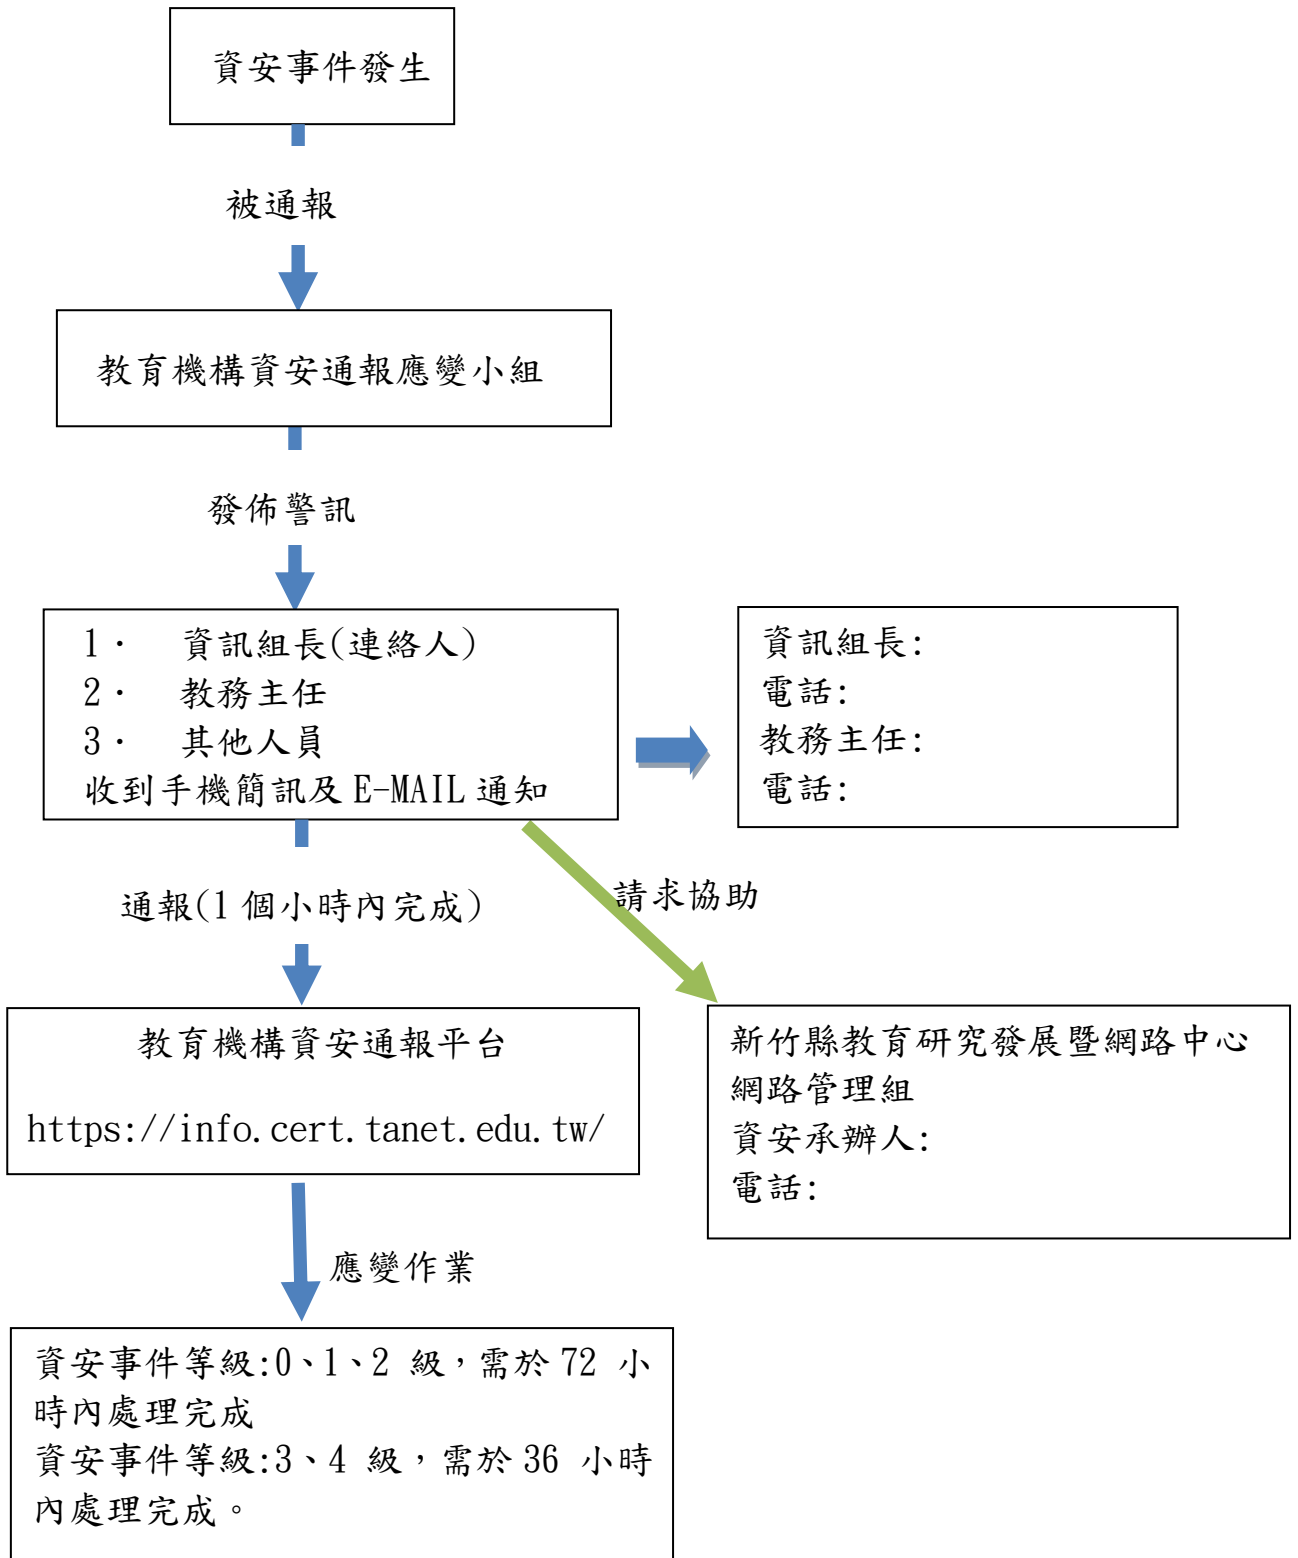 資安事件發生
被通報
教育機構資安通報應變小組
發佈警訊
1. 資訊組長(連絡人)
2. 教務主任
3. 其他人員
收到手機簡訊及 E-MAIL 通知
資訊組長:
電話:
教務主任:
電話:
通報(1 個小時內完成)
請求協助
教育機構資安通報平台
https://info.cert.tanet.edu.tw/
新竹縣教育研究發展暨網路中心
網路管理組
資安承辦人:
電話:
應變作業
資安事件等級:0、1、2 級，需於 72 小
時內處理完成
資安事件等級:3、4 級，需於 36 小時
內處理完成。